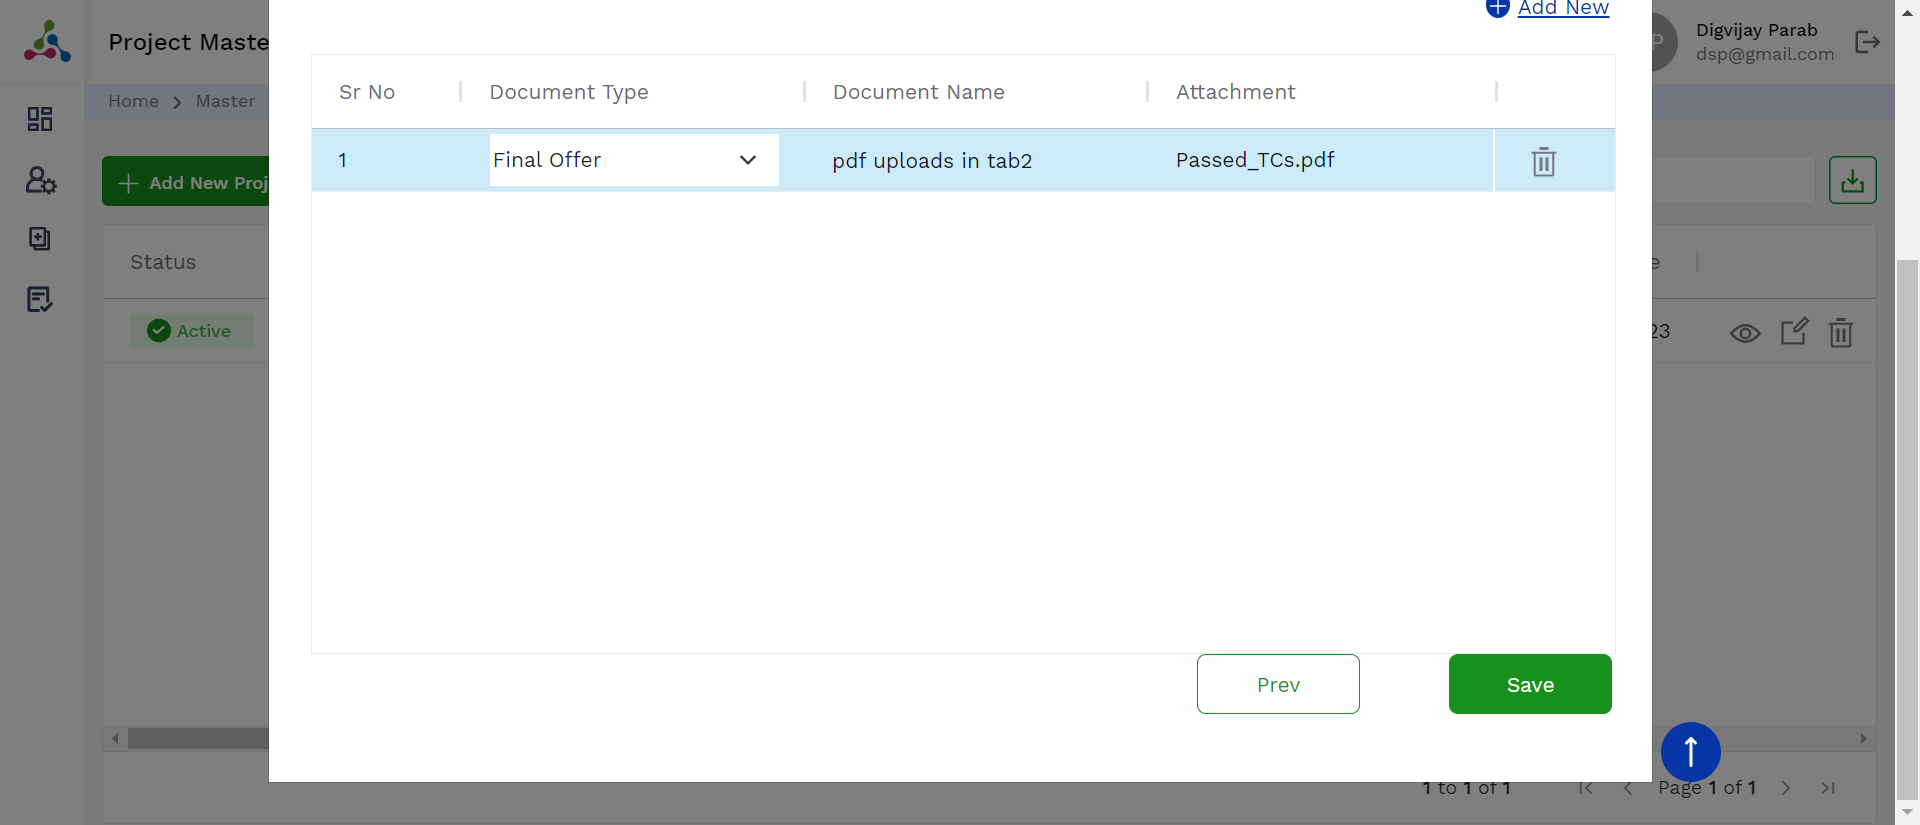 Add New
Project Maste
Digvijay Parab
dsp@gmail.com
P
Home
Master
Sr No
Document Type
Document Name
Attachment
1
Final Offer
pdf uploads in tab2
Passed_TCs.pdf
Add New Proj
Status
e
Active
23
Prev
Save
1 to 1 of 1
Page 1 of 1